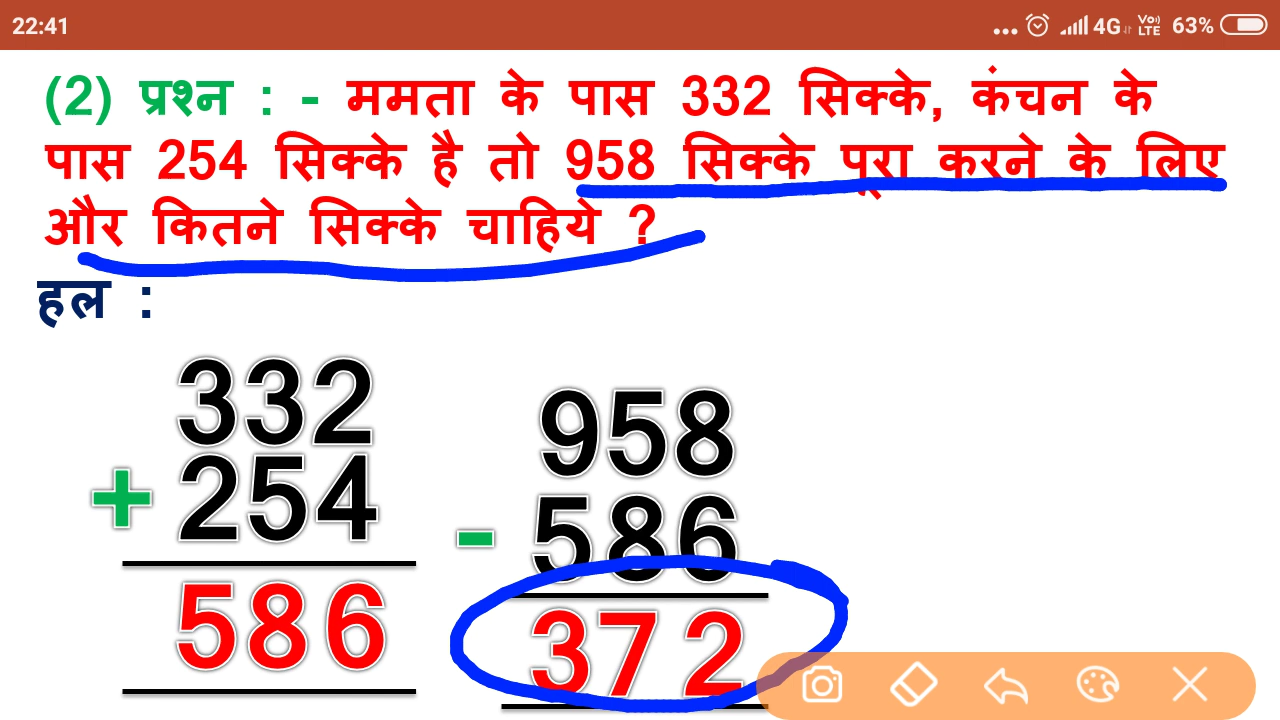 22:41 ... 4G VoLTE 63%
(2) प्रश्न : - ममता के पास 332 सिक्के, कंचन के
पास 254 सिक्के है तो 958 सिक्के पूरा करने के लिए
और कितने सिक्के चाहिये ?
हल :
332
+ 254
586
958
- 586
372